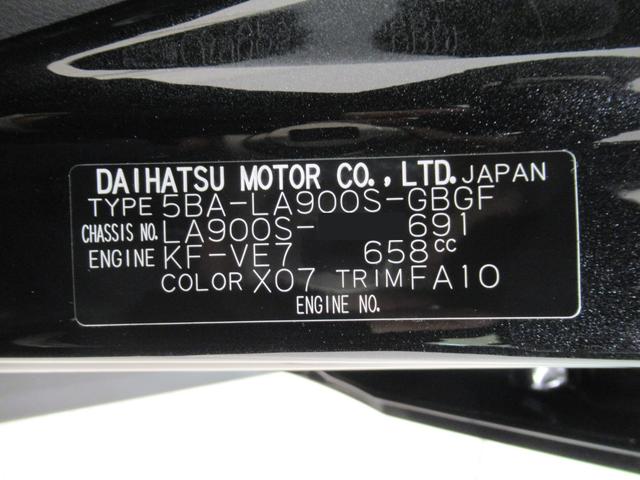 DAIHATSU MOTOR CO., LTD. JAPAN
TYPE 5BA-LA900S-GBGF
CHASSIS NO. LA900S- 691
ENGINE KF-VE7 658cc
COLOR X07 TRIM FA10
ENGINE NO.